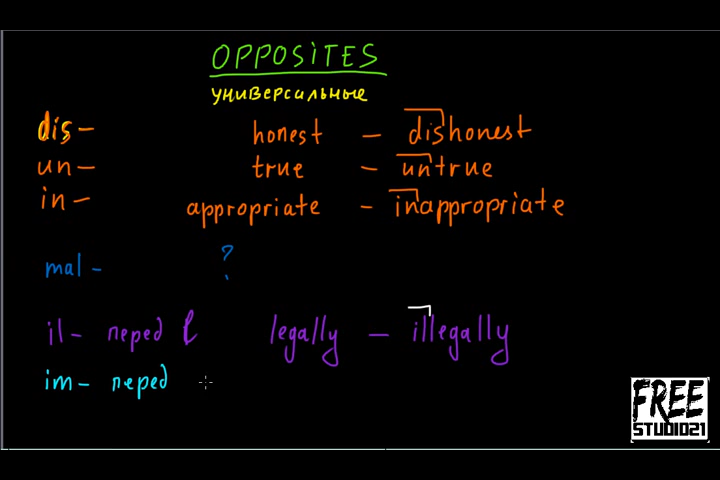 OPPOSITES
универсальные
dis- honest - dishonest
un- true - untrue
in- appropriate - inappropriate
mal- ?
il- перед l legally - illegally
im- перед
FREE
STUDIO21